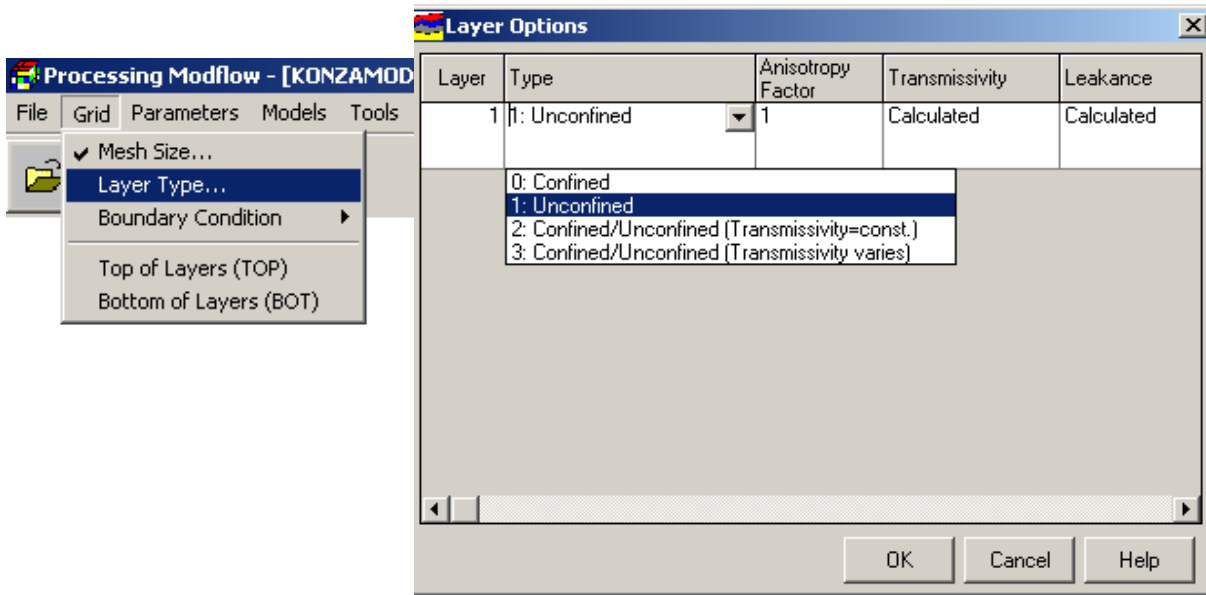 Processing Modflow - [KONZAMOD
File Grid Parameters Models Tools
Mesh Size...
Layer Type...
Boundary Condition
Top of Layers (TOP)
Bottom of Layers (BOT)
Layer Options
Layer Type Anisotropy Factor Transmissivity Leakance
1 1: Unconfined 1 Calculated Calculated
0: Confined
1: Unconfined
2: Confined/Unconfined (Transmissivity=const.)
3: Confined/Unconfined (Transmissivity varies)
OK Cancel Help